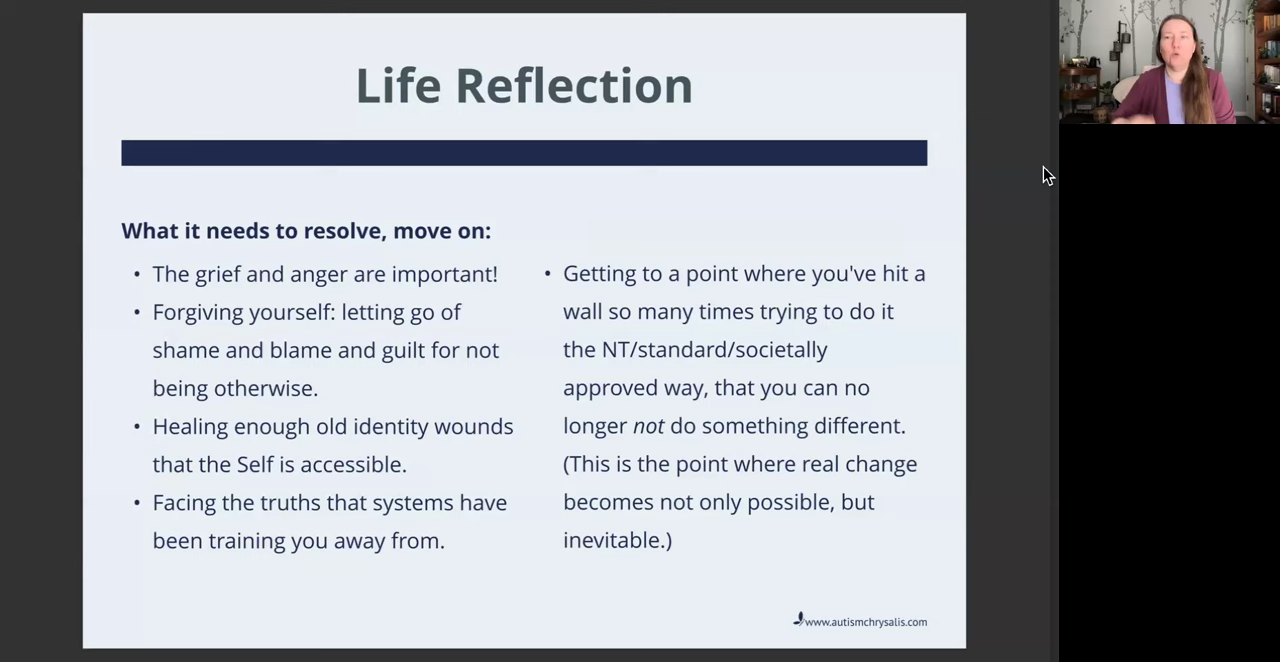 Life Reflection
What it needs to resolve, move on:
• The grief and anger are important!
• Forgiving yourself: letting go of
shame and blame and guilt for not
being otherwise.
• Healing enough old identity wounds
that the Self is accessible.
• Facing the truths that systems have
been training you away from.
• Getting to a point where you've hit a
wall so many times trying to do it
the NT/standard/societally
approved way, that you can no
longer not do something different.
(This is the point where real change
becomes not only possible, but
inevitable.)
www.autismchrysalis.com